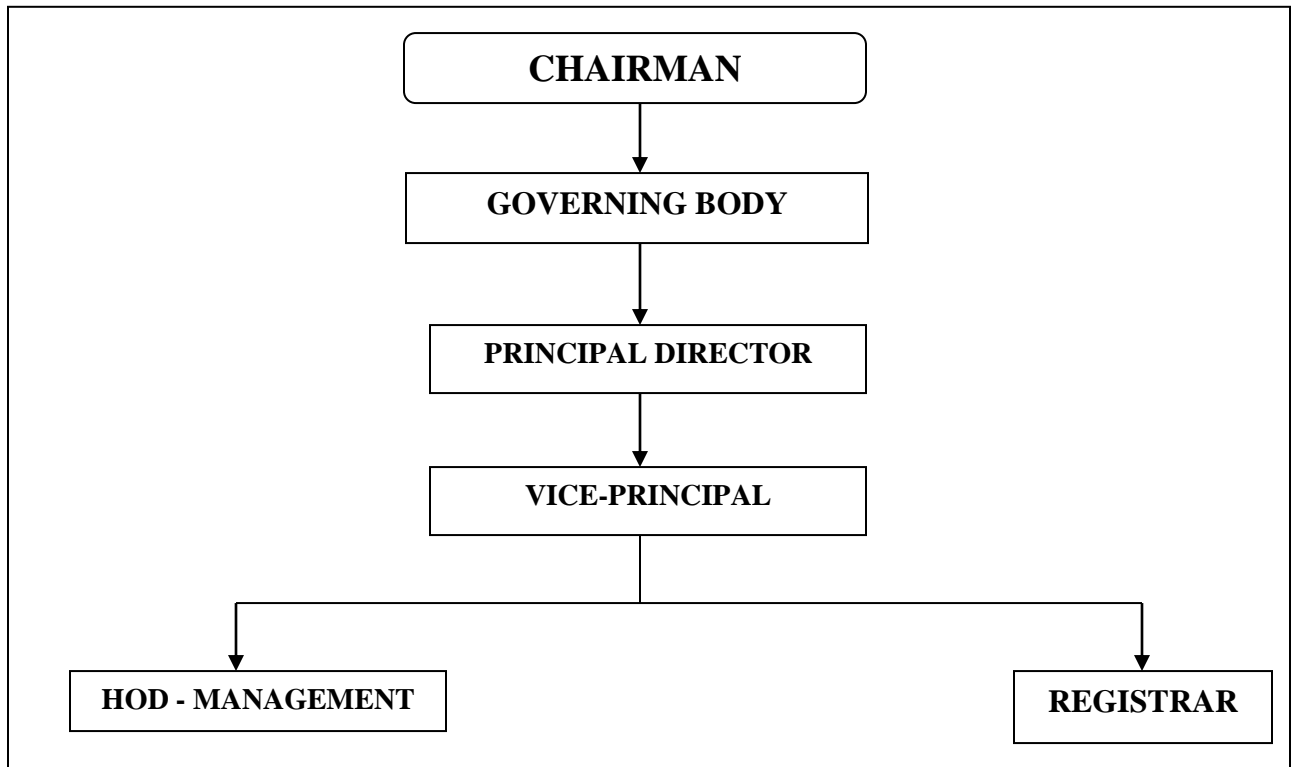 CHAIRMAN
GOVERNING BODY
PRINCIPAL DIRECTOR
VICE-PRINCIPAL
HOD - MANAGEMENT
REGISTRAR